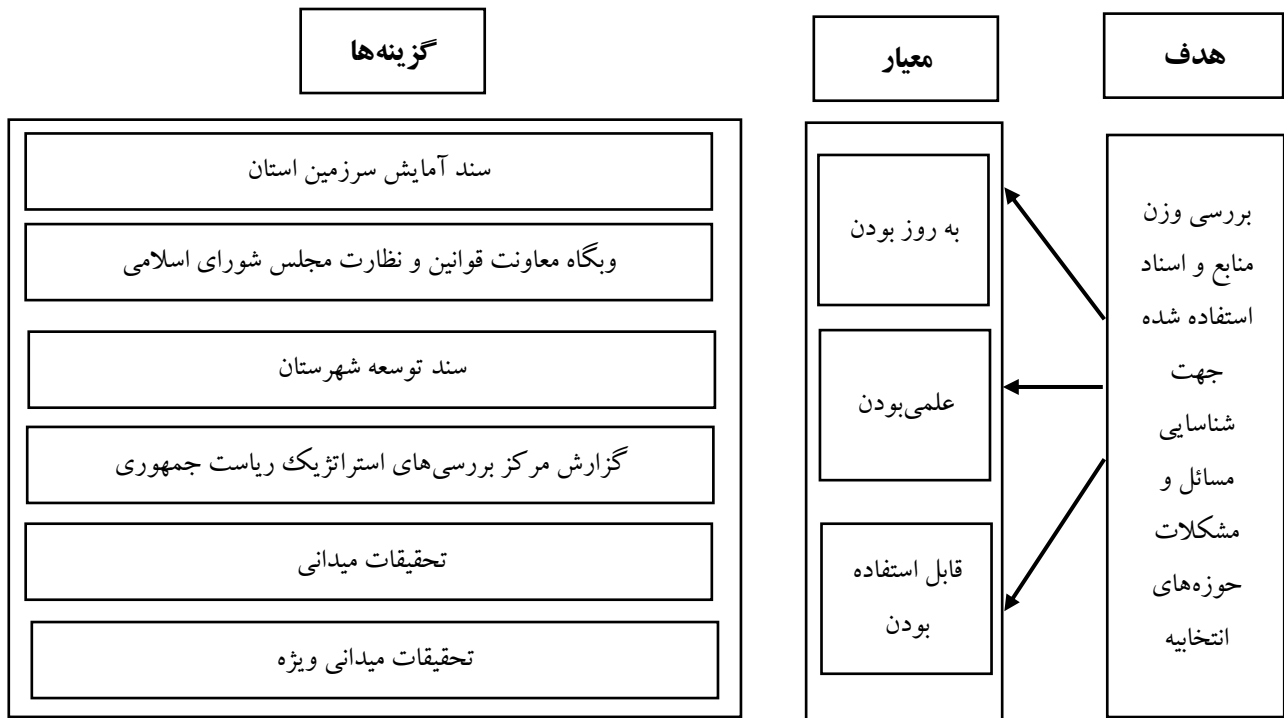 هدف
معیار
گزینه‌ها
بررسی وزن
منابع و اسناد
استفاده شده
جهت
شناسایی
مسائل و
مشکلات
حوزه‌های
انتخابیه
به روز بودن
علمی‌بودن
قابل استفاده
بودن
سند آمایش سرزمین استان
وبگاه معاونت قوانین و نظارت مجلس شورای اسلامی
سند توسعه شهرستان
گزارش مرکز بررسی‌های استراتژیک ریاست جمهوری
تحقیقات میدانی
تحقیقات میدانی ویژه